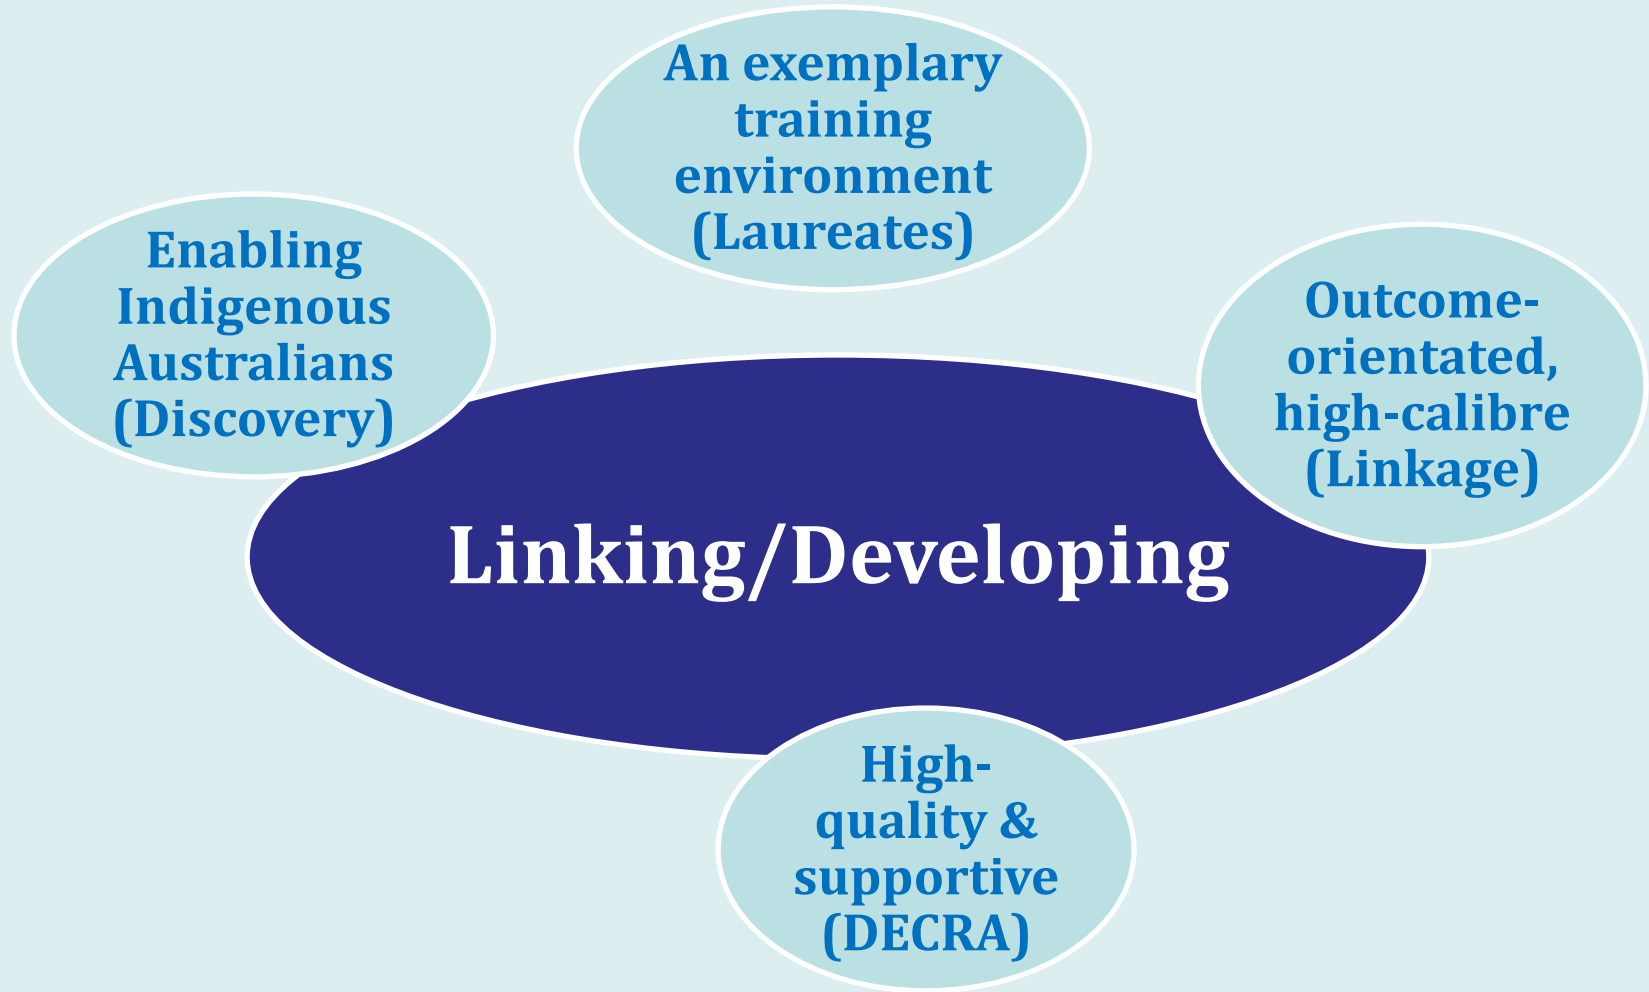 An exemplary
training
environment
(Laureates)
Enabling
Indigenous
Australians
(Discovery)
Outcome-
orientated,
high-calibre
(Linkage)
Linking/Developing
High-
quality &
supportive
(DECRA)